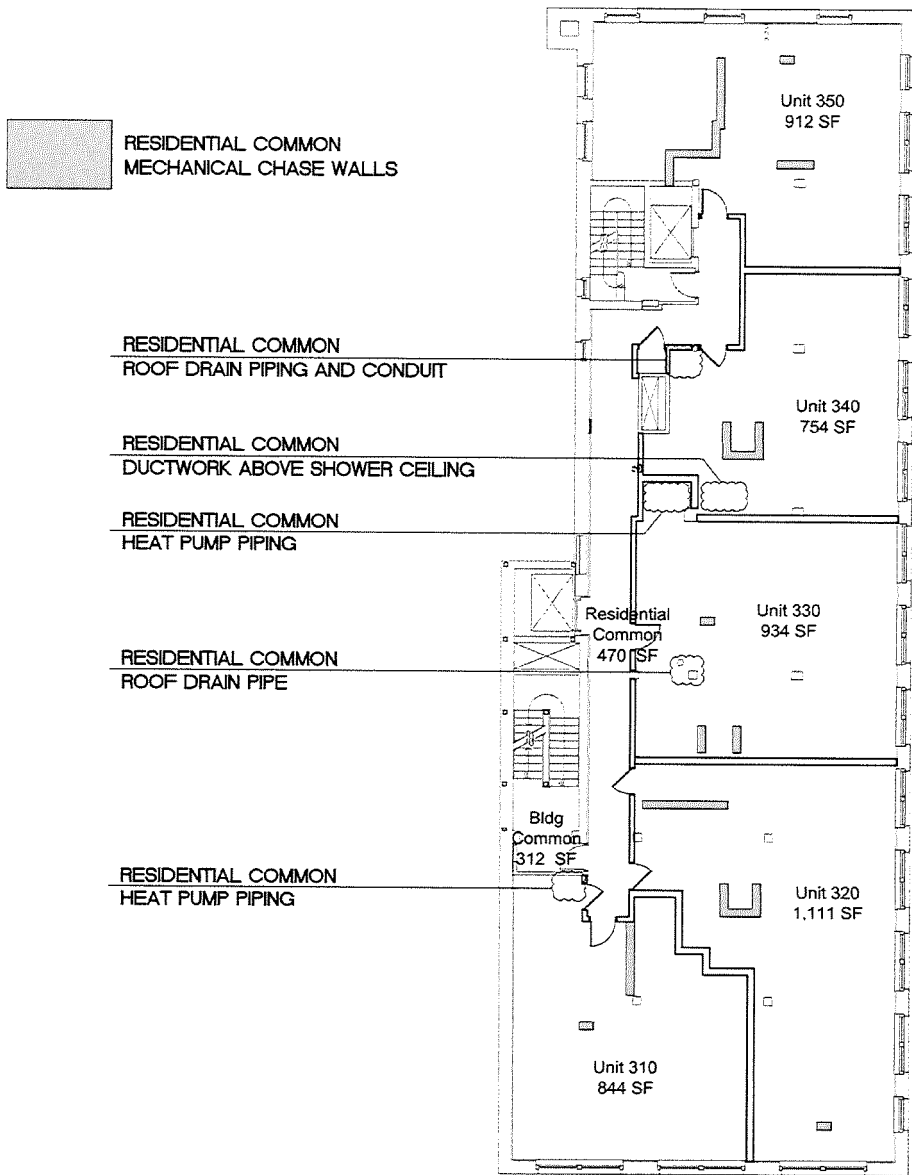 Unit 350
912 SF
RESIDENTIAL COMMON
MECHANICAL CHASE WALLS
RESIDENTIAL COMMON
ROOF DRAIN PIPING AND CONDUIT
Unit 340
754 SF
RESIDENTIAL COMMON
DUCTWORK ABOVE SHOWER CEILING
RESIDENTIAL COMMON
HEAT PUMP PIPING
Unit 330
934 SF
Residential
Common
470 SF
RESIDENTIAL COMMON
ROOF DRAIN PIPE
Bldg
Common
312 SF
RESIDENTIAL COMMON
HEAT PUMP PIPING
Unit 320
1,111 SF
Unit 310
844 SF